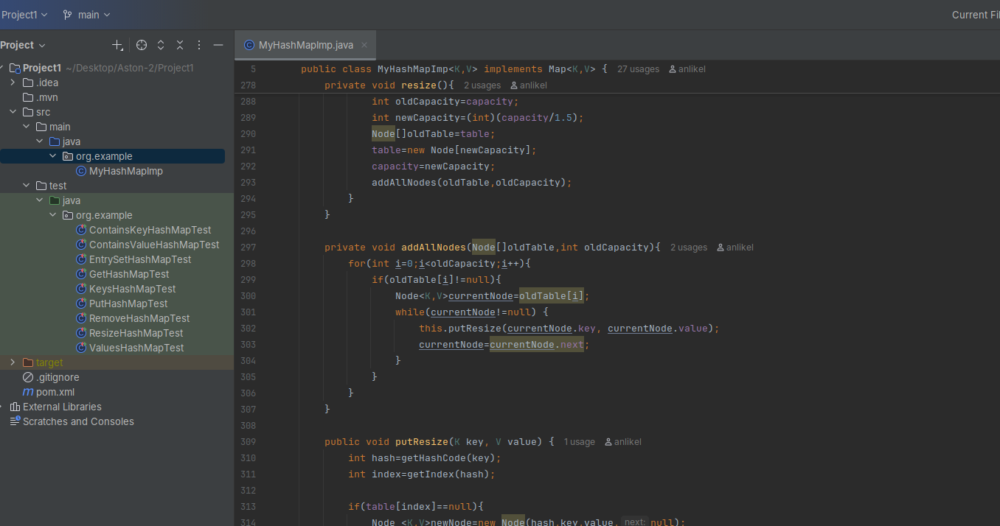 Project1 main Current Fil
Project
MyHashMapImp.java
Project1 ~/Desktop/Aston-2/Project1
.idea
.mvn
src
main
java
org.example
MyHashMapImp
test
java
org.example
ContainsKeyHashMapTest
ContainsValueHashMapTest
EntrySetHashMapTest
GetHashMapTest
KeysHashMapTest
PutHashMapTest
RemoveHashMapTest
ResizeHashMapTest
ValuesHashMapTest
target
.gitignore
pom.xml
External Libraries
Scratches and Consoles
5 public class MyHashMapImp<K,V> implements Map<K,V> { 27 usages anlikel
278 private void resize(){ 2 usages anlikel
288 int oldCapacity=capacity;
289 int newCapacity=(int)(capacity/1.5);
290 Node[]oldTable=table;
291 table=new Node[newCapacity];
292 capacity=newCapacity;
293 addAllNodes(oldTable,oldCapacity);
294 }
295 }
296
297 private void addAllNodes(Node[]oldTable,int oldCapacity){ 2 usages anlikel
298 for(int i=0;i<oldCapacity;i++){
299 if(oldTable[i]!=null){
300 Node<K,V>currentNode=oldTable[i];
301 while(currentNode!=null) {
302 this.putResize(currentNode.key, currentNode.value);
303 currentNode=currentNode.next;
304 }
305 }
306 }
307 }
308
309 public void putResize(K key, V value) { 1 usage anlikel
310 int hash=getHashCode(key);
311 int index=getIndex(hash);
312
313 if(table[index]==null){
314 Node <K,V>newNode=new Node(hash,key,value, next: null);